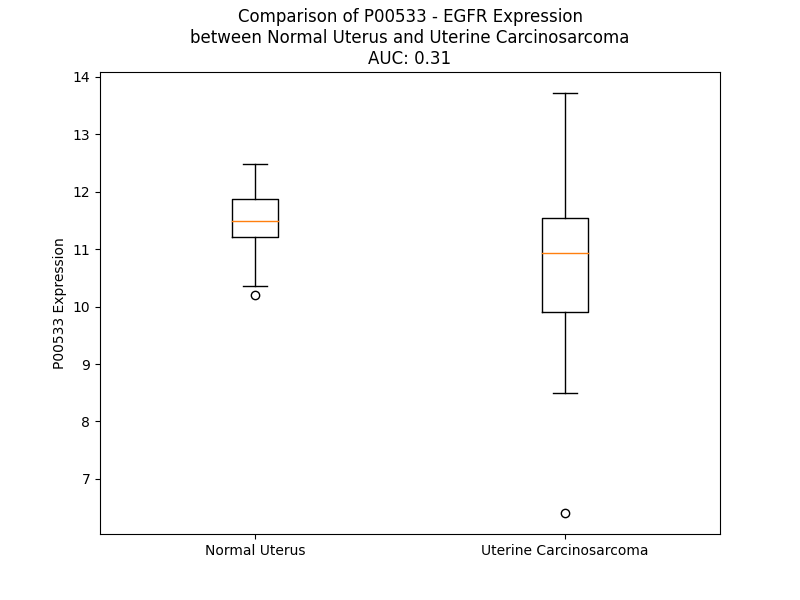 Comparison of P00533 - EGFR Expression
between Normal Uterus and Uterine Carcinosarcoma
AUC: 0.31
14
13
12
11
10
9
8
7
P00533 Expression
Normal Uterus
Uterine Carcinosarcoma